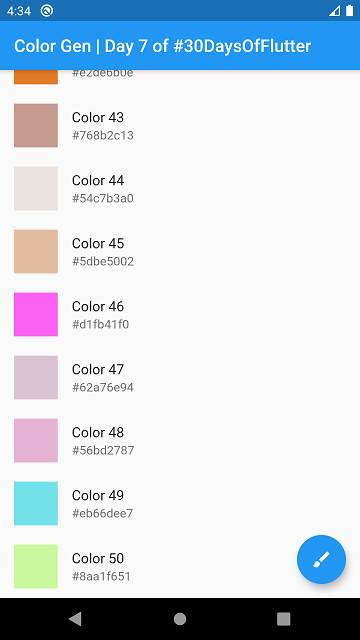 4:34
Color Gen | Day 7 of #30DaysOfFlutter
#e2de6b0e
Color 43
#768b2c13
Color 44
#54c7b3a0
Color 45
#5dbe5002
Color 46
#d1fb41f0
Color 47
#62a76e94
Color 48
#56bd2787
Color 49
#eb66dee7
Color 50
#8aa1f651